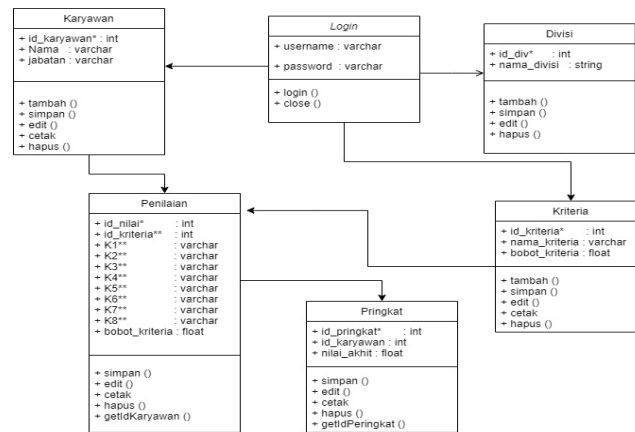 Karyawan
+ id_karyawan* : int
+ Nama : varchar
+ jabatan : varchar
+ tambah ()
+ simpan ()
+ edit ()
+ cetak
+ hapus ()
Login
+ username : varchar
+ password : varchar
+ login ()
+ close ()
Divisi
+ id_div* : int
+ nama_divisi : string
+ tambah ()
+ simpan ()
+ edit ()
+ hapus ()
Penilaian
+ id_nilai* : int
+ id_kriteria** : int
+ K1** : varchar
+ K2** : varchar
+ K3** : varchar
+ K4** : varchar
+ K5** : varchar
+ K6** : varchar
+ K7** : varchar
+ K8** : varchar
+ bobot_kriteria : float
+ simpan ()
+ edit ()
+ cetak
+ hapus ()
+ getIdKaryawan ()
Kriteria
+ id_kriteria* : int
+ nama_kriteria : varchar
+ bobot_kriteria : float
+ tambah ()
+ simpan ()
+ edit ()
+ cetak
+ hapus ()
Pringkat
+ id_pringkat* : int
+ id_karyawan : int
+ nilai_akhit : float
+ simpan ()
+ edit ()
+ cetak
+ hapus ()
+ getIdPeringkat ()